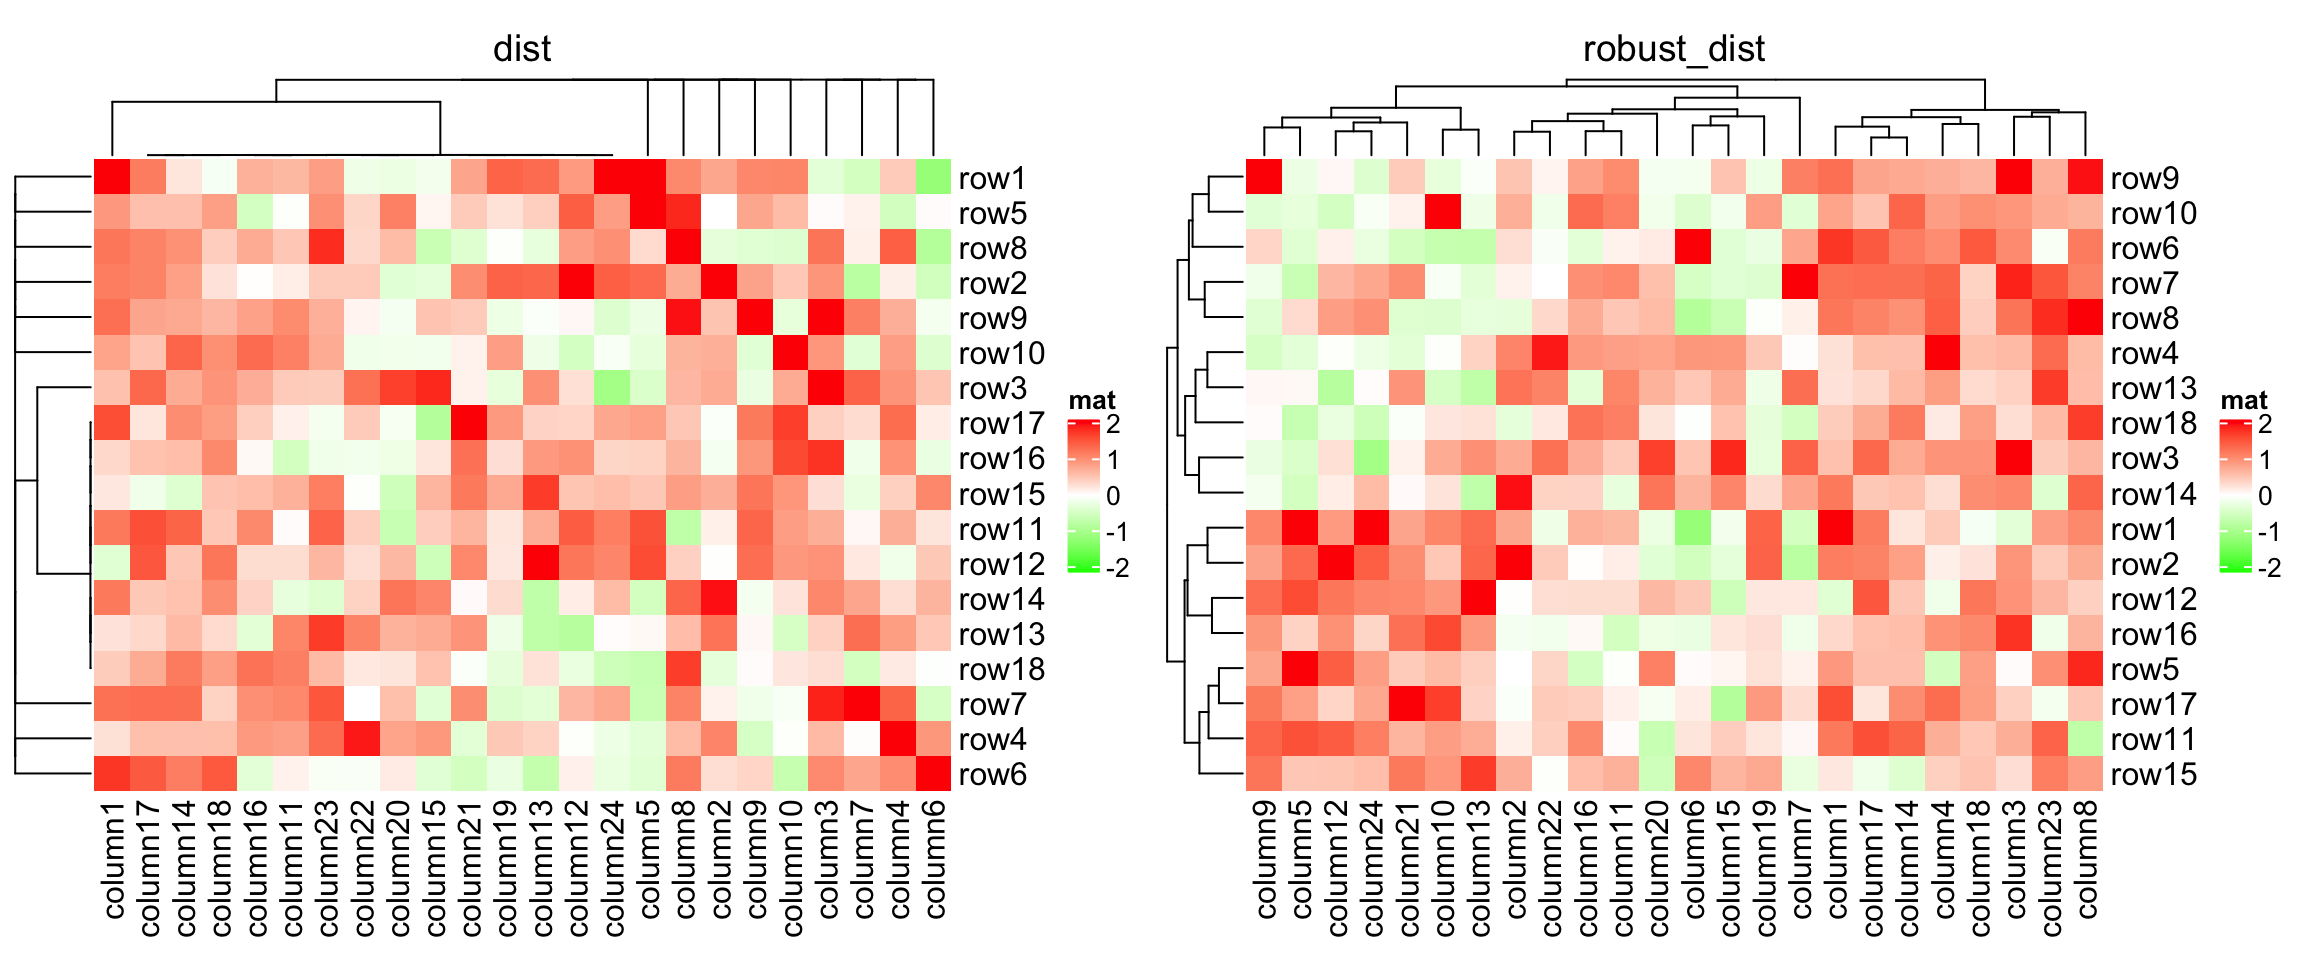 dist
row1
row5
row8
row2
row9
row10
row3
row17
row16
row15
row11
row12
row14
row13
row18
row7
row4
row6
column1
column17
column14
column18
column16
column11
column23
column22
column20
column15
column21
column19
column13
column12
column24
column5
column8
column2
column9
column10
column3
column7
column4
column6
mat
2
1
0
-1
-2
robust_dist
row9
row10
row6
row7
row8
row4
row13
row18
row3
row14
row1
row2
row12
row16
row5
row17
row11
row15
column9
column5
column12
column24
column21
column10
column13
column2
column22
column16
column11
column20
column6
column15
column19
column7
column1
column17
column14
column4
column18
column3
column23
column8
mat
2
1
0
-1
-2